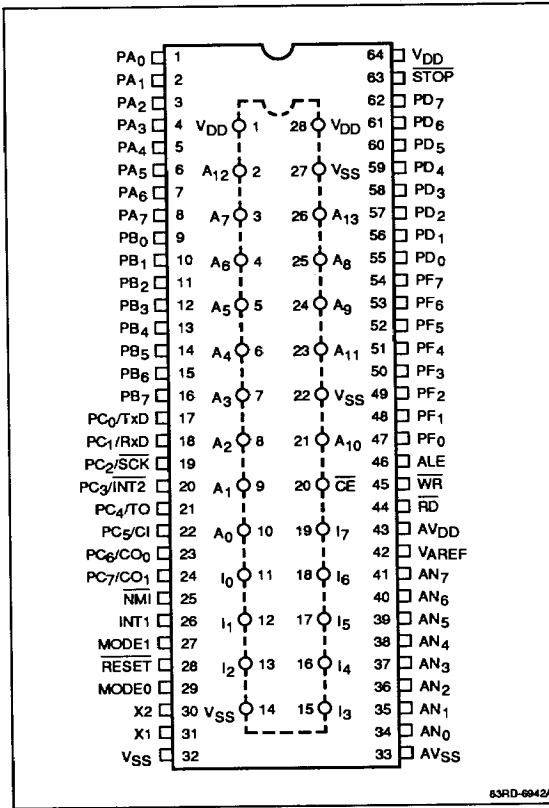 PA0 1 64 VDD
PA1 2 63 STOP
PA2 3 62 PD7
PA3 4 VDD 1 28 VDD 61 PD6
PA4 5 60 PD5
PA5 6 A12 2 27 VSS 59 PD4
PA6 7 58 PD3
PA7 8 A7 3 26 A13 57 PD2
PB0 9 56 PD1
PB1 10 A6 4 25 A8 55 PD0
PB2 11 54 PF7
PB3 12 A5 5 24 A9 53 PF6
PB4 13 52 PF5
PB5 14 A4 6 23 A11 51 PF4
PB6 15 50 PF3
PB7 16 A3 7 22 VSS 49 PF2
PC0/TxD 17 48 PF1
PC1/RxD 18 A2 8 21 A10 47 PF0
PC2/SCK 19 46 ALE
PC3/INT2 20 A1 9 20 CE 45 WR
PC4/TO 21 44 RD
PC5/CI 22 A0 10 19 I7 43 AVDD
PC6/CO0 23 42 VAREF
PC7/CO1 24 I0 11 18 I6 41 AN7
NMI 25 40 AN6
INT1 26 I1 12 17 I5 39 AN5
MODE1 27 38 AN4
RESET 28 I2 13 16 I4 37 AN3
MODE0 29 36 AN2
X2 30 VSS 14 15 I3 35 AN1
X1 31 34 AN0
VSS 32 33 AVSS
83RD-6942A